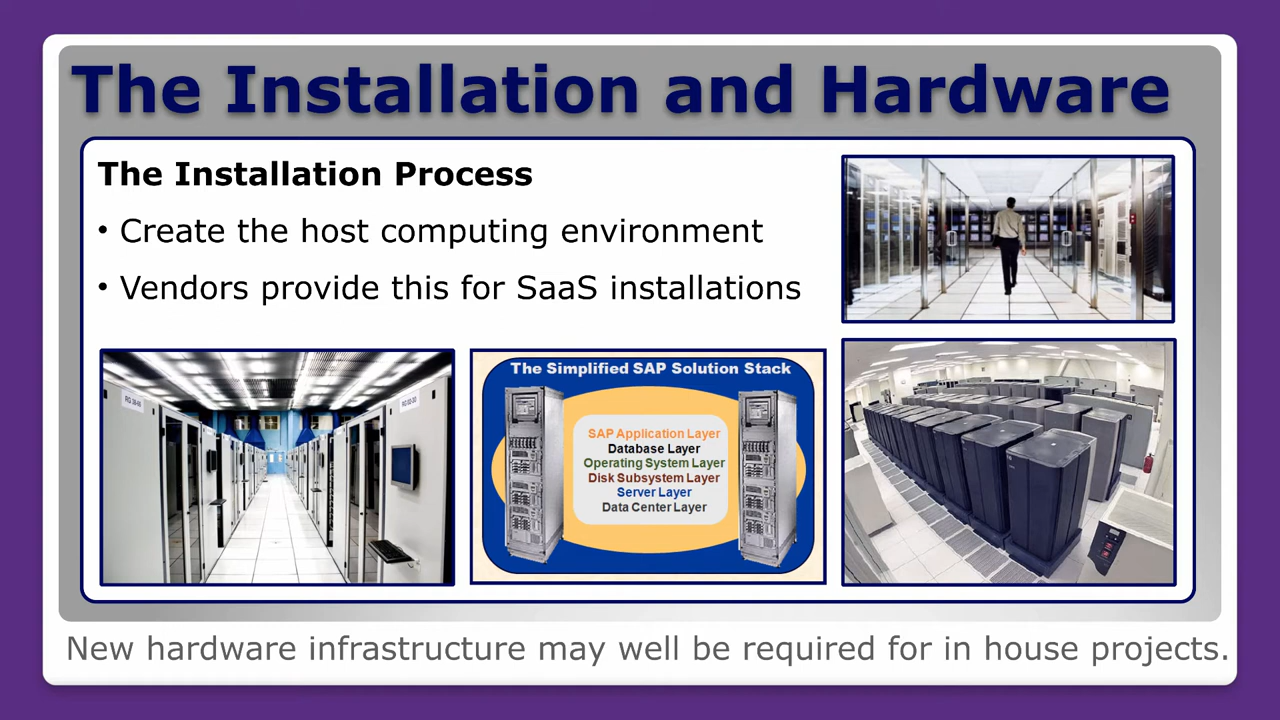 The Installation and Hardware
The Installation Process
• Create the host computing environment
• Vendors provide this for SaaS installations
The Simplified SAP Solution Stack
SAP Application Layer
Database Layer
Operating System Layer
Disk Subsystem Layer
Server Layer
Data Center Layer
New hardware infrastructure may well be required for in house projects.